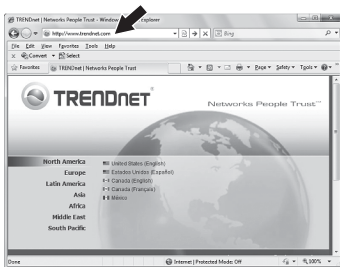 TRENDnet | Networks People Trust - Windows Internet Explorer
http://www.trendnet.com
Bing
File Edit View Favorites Tools Help
x Convert Select
Favorites TRENDnet | Networks People Trust
Page Safety Tools
TRENDNET
Networks People Trust™
North America
United States (English)
Europe
Estados Unidos (Español)
Latin America
Canada (English)
Canada (Français)
Asia
México
Africa
Middle East
South Pacific
Done
Internet | Protected Mode: Off
100%